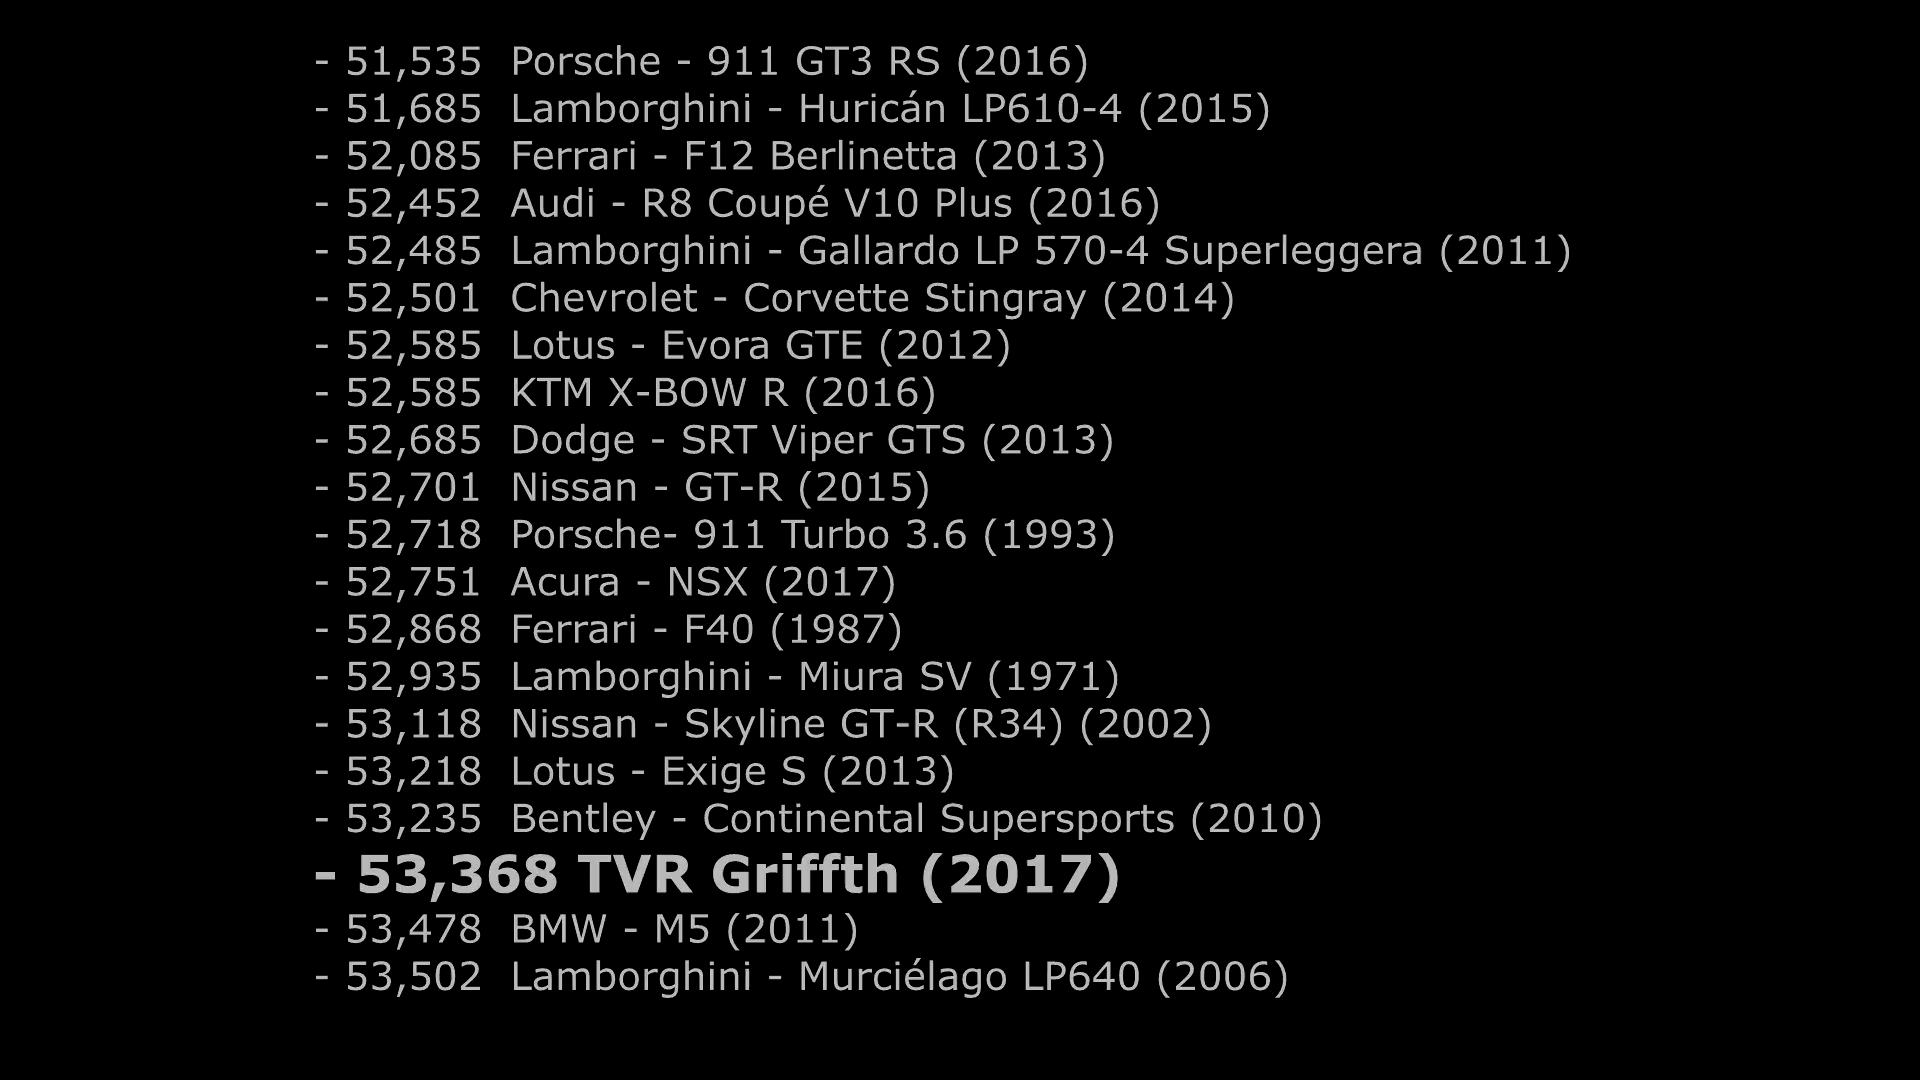 - 51,535 Porsche - 911 GT3 RS (2016)
- 51,685 Lamborghini - Huricán LP610-4 (2015)
- 52,085 Ferrari - F12 Berlinetta (2013)
- 52,452 Audi - R8 Coupé V10 Plus (2016)
- 52,485 Lamborghini - Gallardo LP 570-4 Superleggera (2011)
- 52,501 Chevrolet - Corvette Stingray (2014)
- 52,585 Lotus - Evora GTE (2012)
- 52,585 KTM X-BOW R (2016)
- 52,685 Dodge - SRT Viper GTS (2013)
- 52,701 Nissan - GT-R (2015)
- 52,718 Porsche- 911 Turbo 3.6 (1993)
- 52,751 Acura - NSX (2017)
- 52,868 Ferrari - F40 (1987)
- 52,935 Lamborghini - Miura SV (1971)
- 53,118 Nissan - Skyline GT-R (R34) (2002)
- 53,218 Lotus - Exige S (2013)
- 53,235 Bentley - Continental Supersports (2010)
- 53,368 TVR Griffth (2017)
- 53,478 BMW - M5 (2011)
- 53,502 Lamborghini - Murciélago LP640 (2006)